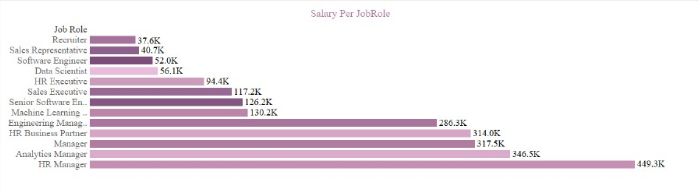 Salary Per JobRole
Job Role
Recruiter 37.6K
Sales Representative 40.7K
Software Engineer 52.0K
Data Scientist 56.1K
HR Executive 94.4K
Sales Executive 117.2K
Senior Software En.. 126.2K
Machine Learning .. 130.2K
Engineering Manag.. 286.3K
HR Business Partner 314.0K
Manager 317.5K
Analytics Manager 346.5K
HR Manager 449.3K